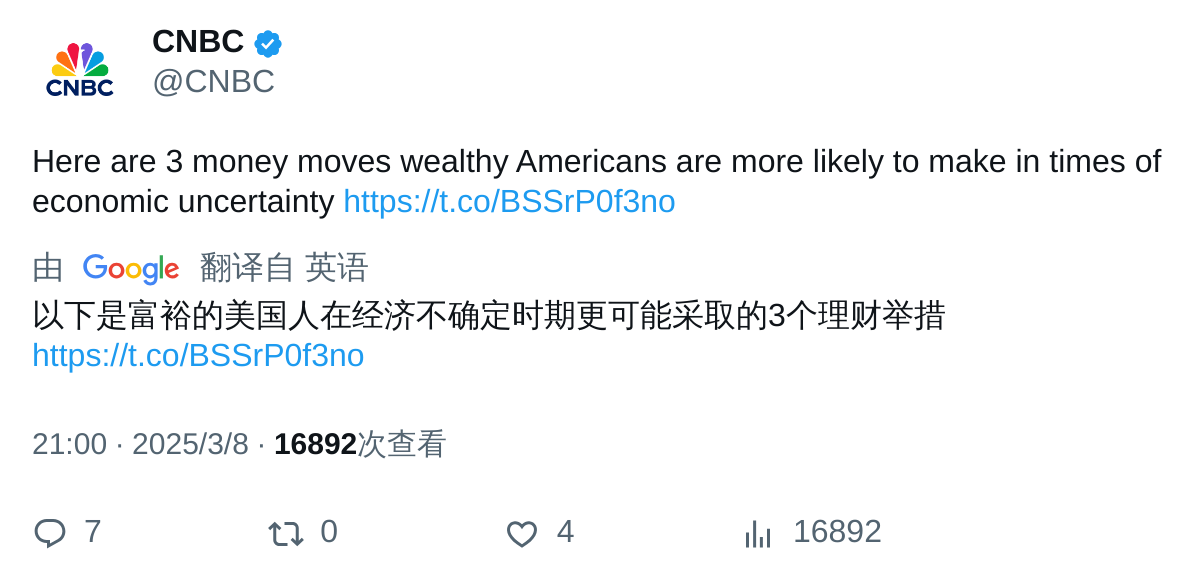 CNBC
CNBC
@CNBC
Here are 3 money moves wealthy Americans are more likely to make in times of
economic uncertainty https://t.co/BSSrP0f3no
由 Google 翻译自 英语
以下是富裕的美国人在经济不确定时期更可能采取的3个理财举措
https://t.co/BSSrP0f3no
21:00 · 2025/3/8 · 16892次查看
7 0 4 16892